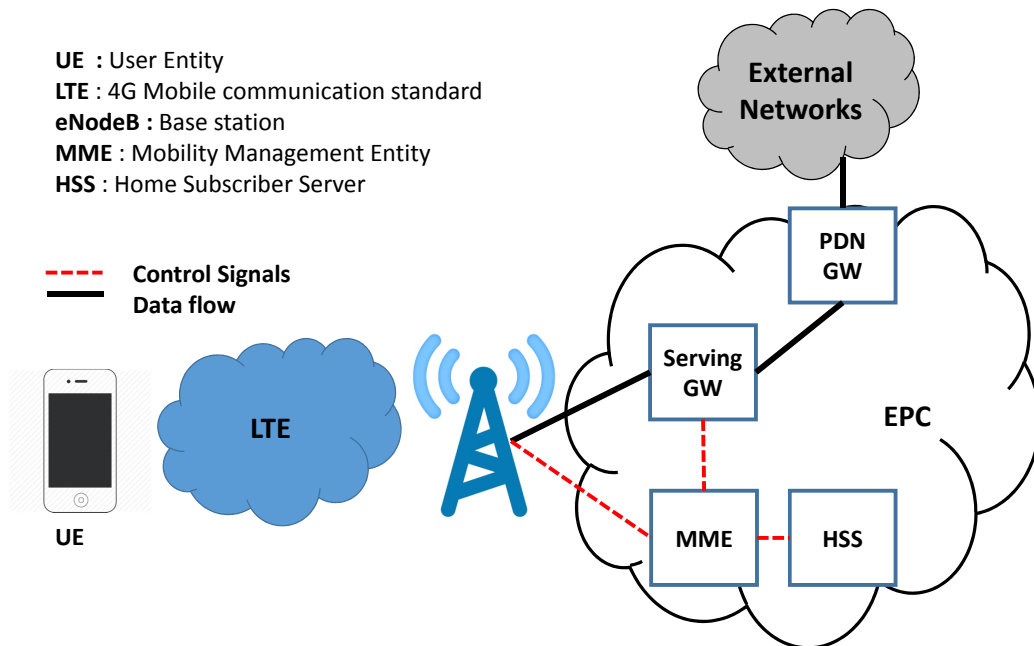 UE : User Entity
LTE : 4G Mobile communication standard
eNodeB : Base station
MME : Mobility Management Entity
HSS : Home Subscriber Server
Control Signals
Data flow
External
Networks
PDN
GW
Serving
GW
EPC
LTE
UE
MME
HSS